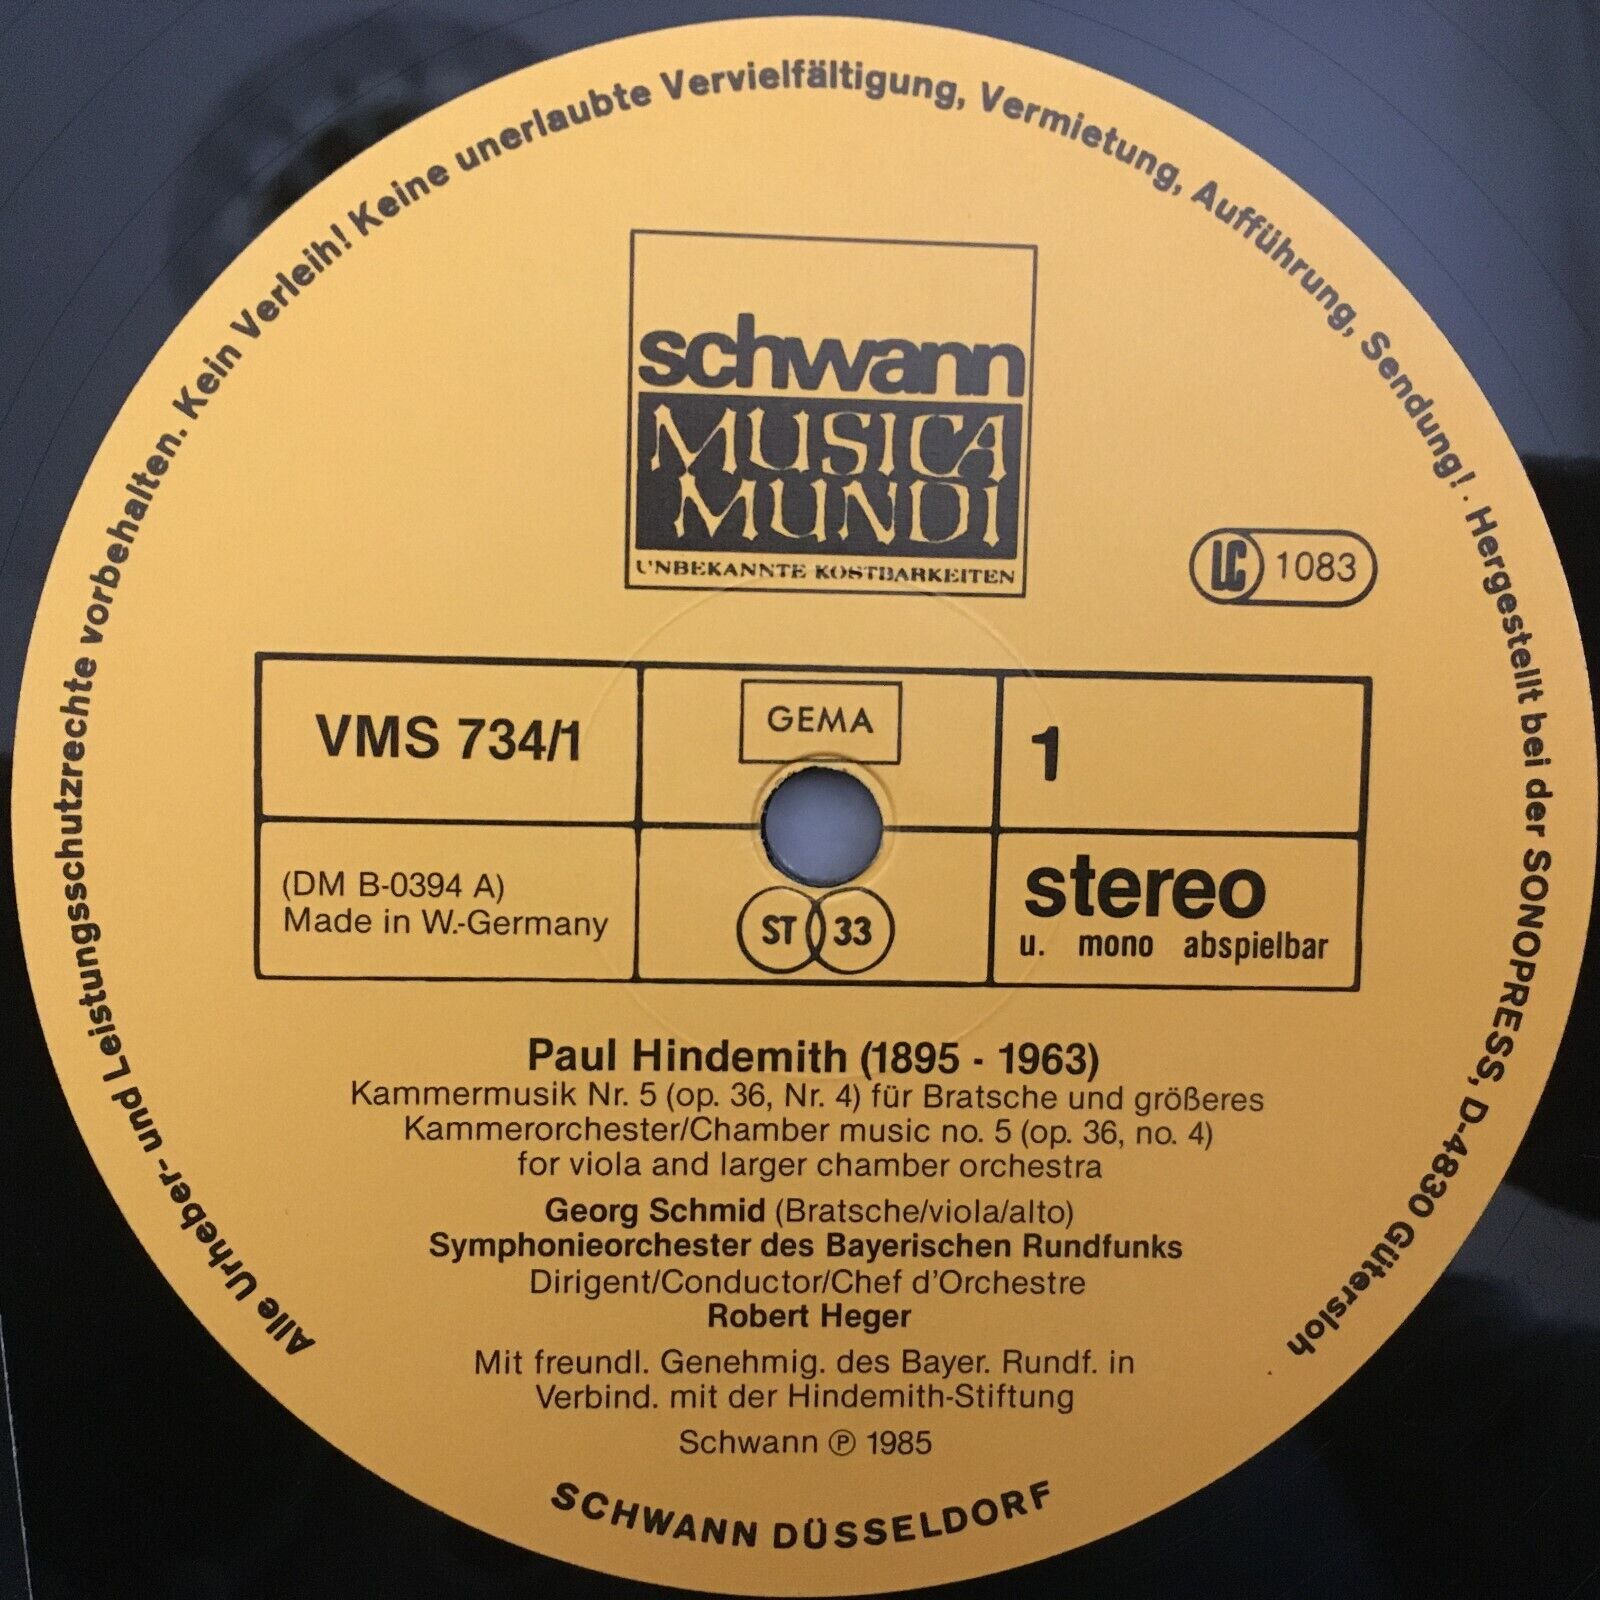 Alle Urheber- und Leistungsschutzrechte vorbehalten. Kein Verleih! Keine unerlaubte Vervielfältigung, Vermietung, Aufführung, Sendung! · Hergestellt bei der SONOPRESS, D-4830 Gütersloh
schwann
MUSICA
MUNDI
UNBEKANNTE KOSTBARKEITEN
LC 1083
VMS 734/1
GEMA
1
(DM B-0394 A)
Made in W.-Germany
ST 33
stereo
u. mono abspielbar
Paul Hindemith (1895 - 1963)
Kammermusik Nr. 5 (op. 36, Nr. 4) für Bratsche und größeres
Kammerorchester/Chamber music no. 5 (op. 36, no. 4)
for viola and larger chamber orchestra
Georg Schmid (Bratsche/viola/alto)
Symphonieorchester des Bayerischen Rundfunks
Dirigent/Conductor/Chef d'Orchestre
Robert Heger
Mit freundl. Genehmig. des Bayer. Rundf. in
Verbind. mit der Hindemith-Stiftung
Schwann ℗ 1985
SCHWANN DÜSSELDORF